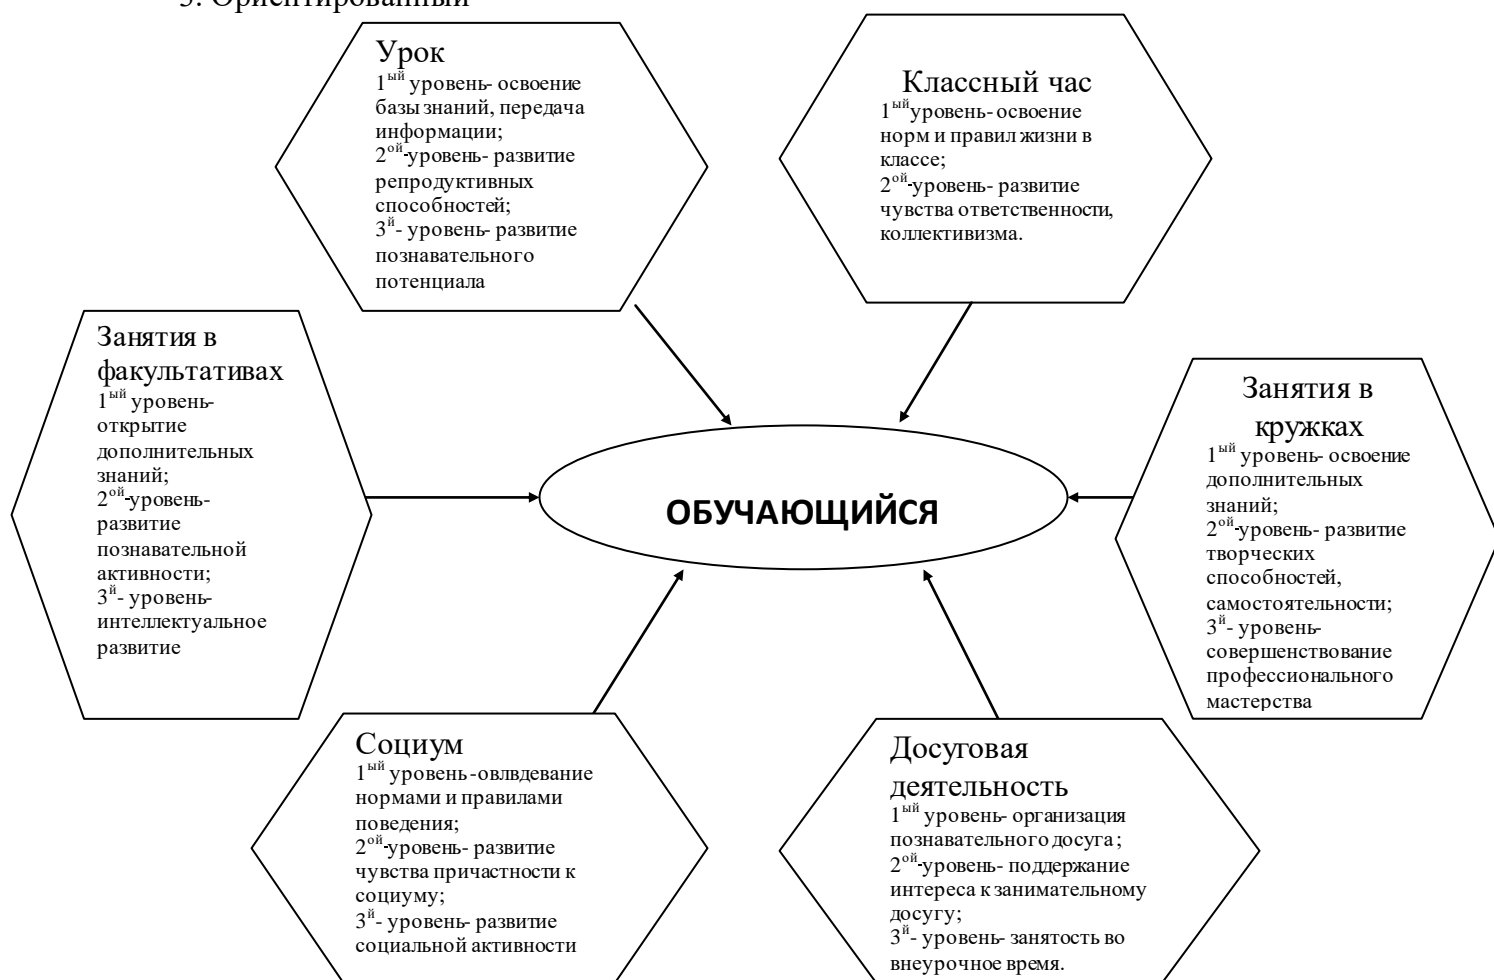 3. Ориентированный
Урок
1ый уровень- освоение
базы знаний, передача
информации;
2ой-уровень- развитие
репродуктивных
способностей;
3й- уровень- развитие
познавательного
потенциала
Классный час
1ыйуровень- освоение
норм и правил жизни в
классе;
2ой-уровень- развитие
чувства ответственности,
коллективизма.
Занятия в
факультативах
1ый уровень-
открытие
дополнительных
знаний;
2ой-уровень-
развитие
познавательной
активности;
3й- уровень-
интеллектуальное
развитие
ОБУЧАЮЩИЙСЯ
Занятия в
кружках
1ый уровень- освоение
дополнительных
знаний;
2ой-уровень- развитие
творческих
способностей,
самостоятельности;
3й- уровень-
совершенствование
профессионального
мастерства
Социум
1ый уровень-овлвдевание
нормами и правилами
поведения;
2ой-уровень- развитие
чувства причастности к
социуму;
3й- уровень- развитие
социальной активности
Досуговая
деятельность
1ый уровень- организация
познавательного досуга;
2ой-уровень- поддержание
интереса к занимательному
досугу;
3й- уровень- занятость во
внеурочное время.